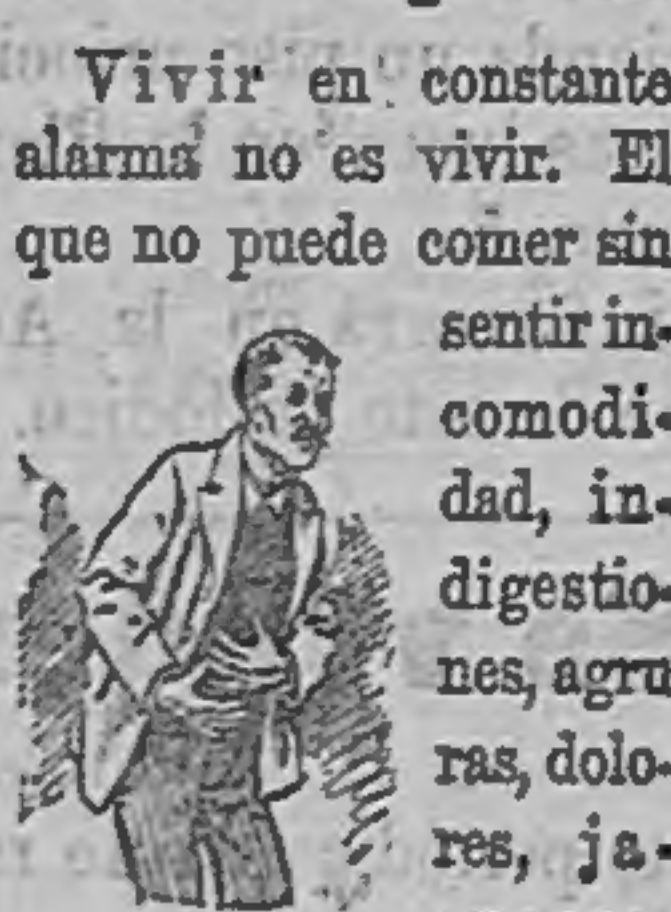 Vivir en constante
alarma no es vivir. El
que no puede comer sin
sentir in-
comodi-
dad, in-
digestio-
nes, agru
ras, dolo-
res, ja-